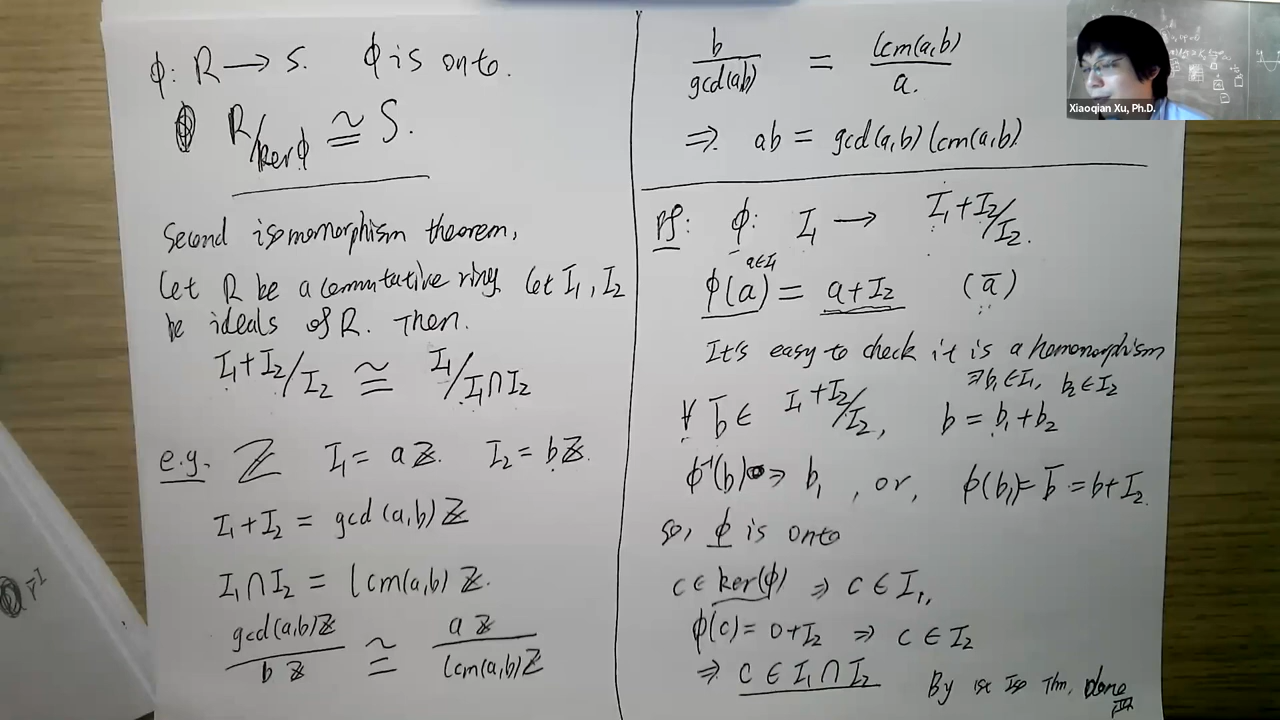 ϕ: R → S. ϕ is onto.
R/kerϕ ≅ S.
Second isomorphism theorem,
Let R be a commutative ring. Let I₁, I₂
be ideals of R. Then.
I₁+I₂/I₂ ≅ I₁/I₁∩I₂
e.g. ℤ I₁ = aℤ. I₂ = bℤ.
I₁+I₂ = gcd(a,b)ℤ
I₁∩I₂ = lcm(a,b)ℤ.
gcd(a,b)ℤ/bℤ ≅ aℤ/lcm(a,b)ℤ
b/gcd(a,b) = lcm(a,b)/a.
⇒ ab = gcd(a,b) lcm(a,b)
Pf: ϕ: I₁ → I₁+I₂/I₂.
a∈I₁
ϕ(a) = a+I₂ (ā)
It's easy to check it is a homomorphism
∃b₁∈I₁, b₂∈I₂
∀ b̄ ∈ I₁+I₂/I₂, b = b₁+b₂
ϕ⁻¹(b) ⇒ b₁, or, ϕ(b₁) = b̄ = b+I₂.
so, ϕ is onto
c∈ker(ϕ) ⇒ c∈I₁,
ϕ(c) = 0+I₂ ⇒ c∈I₂
⇒ c∈I₁∩I₂ By 1st Iso Thm, done
Xiaoqian Xu, Ph.D.